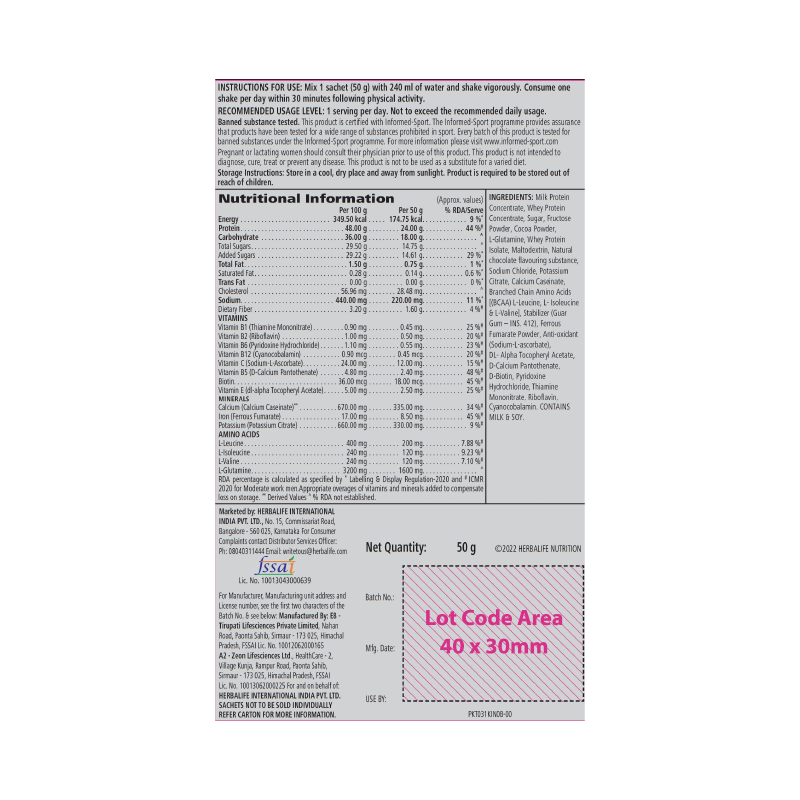 INSTRUCTIONS FOR USE: Mix 1 sachet (50 g) with 240 ml of water and shake vigorously. Consume one
shake per day within 30 minutes following physical activity.
RECOMMENDED USAGE LEVEL: 1 serving per day. Not to exceed the recommended daily usage.
Banned substance tested. This product is certified with Informed-Sport. The Informed-Sport programme provides assurance
that products have been tested for a wide range of substances prohibited in sport. Every batch of this product is tested for
banned substances under the Informed-Sport programme. For more information please visit www.informed-sport.com
Pregnant or lactating women should consult their physician prior to use of this product. This product is not intended to
diagnose, cure, treat or prevent any disease. This product is not to be used as a substitute for a varied diet.
Storage Instructions: Store in a cool, dry place and away from sunlight. Product is required to be stored out of
reach of children.
Nutritional Information (Approx. values)
Per 100 g Per 50 g % RDA/Serve
Energy 349.50 kcal 174.75 kcal 9 %*
Protein 48.00 g 24.00 g 44 %#
Carbohydrate 36.00 g 18.00 g ^
Total Sugars 29.50 g 14.75 g ^
Added Sugars 29.22 g 14.61 g 29 %*
Total Fat 1.50 g 0.75 g 1 %*
Saturated Fat 0.28 g 0.14 g 0.6 %*
Trans Fat 0.00 g 0.00 g 0 %*
Cholesterol 56.96 mg 28.48 mg ^
Sodium 440.00 mg 220.00 mg 11 %*
Dietary Fiber 3.20 g 1.60 g 4 %#
VITAMINS
Vitamin B1 (Thiamine Mononitrate) 0.90 mg 0.45 mg 25 %#
Vitamin B2 (Riboflavin) 1.00 mg 0.50 mg 20 %#
Vitamin B6 (Pyridoxine Hydrochloride) 1.10 mg 0.55 mg 23 %#
Vitamin B12 (Cyanocobalamin) 0.90 mcg 0.45 mcg 20 %#
Vitamin C (Sodium-L-Ascorbate) 24.00 mg 12.00 mg 15 %#
Vitamin B5 (D-Calcium Pantothenate) 4.80 mg 2.40 mg 48 %#
Biotin 36.00 mcg 18.00 mcg 45 %#
Vitamin E (dl-alpha Tocopheryl Acetate) 5.00 mg 2.50 mg 25 %#
MINERALS
Calcium (Calcium Caseinate)** 670.00 mg 335.00 mg 34 %#
Iron (Ferrous Fumarate) 17.00 mg 8.50 mg 45 %#
Potassium (Potassium Citrate) 660.00 mg 330.00 mg 9 %#
AMINO ACIDS
L-Leucine 400 mg 200 mg 7.88 %#
L-Isoleucine 240 mg 120 mg 9.23 %#
L-Valine 240 mg 120 mg 7.10 %#
L-Glutamine 3200 mg 1600 mg ^
RDA percentage is calculated as specified by * Labelling & Display Regulation-2020 and # ICMR
2020 for Moderate work men.Appropriate overages of vitamins and minerals added to compensate
loss on storage. ** Derived Values ^ % RDA not established.
INGREDIENTS: Milk Protein
Concentrate, Whey Protein
Concentrate, Sugar, Fructose
Powder, Cocoa Powder,
L-Glutamine, Whey Protein
Isolate, Maltodextrin, Natural
chocolate flavouring substance,
Sodium Chloride, Potassium
Citrate, Calcium Caseinate,
Branched Chain Amino Acids
[(BCAA) L-Leucine, L- Isoleucine
& L-Valine], Stabilizer (Guar
Gum – INS. 412), Ferrous
Fumarate Powder, Anti-oxidant
(Sodium-L-ascorbate),
DL- Alpha Tocopheryl Acetate,
D-Calcium Pantothenate,
D-Biotin, Pyridoxine
Hydrochloride, Thiamine
Mononitrate. Riboflavin,
Cyanocobalamin. CONTAINS
MILK & SOY.
Marketed by: HERBALIFE INTERNATIONAL
INDIA PVT. LTD., No. 15, Commissariat Road,
Bangalore - 560 025, Karnataka For Consumer
Complaints contact Distributor Services Officer:
Ph: 08040311444 Email: writetous@herbalife.com
fssai
Lic. No. 10013043000639
For Manufacturer, Manufacturing unit address and
License number, see the first two characters of the
Batch No. & see below: Manufactured By: E8 -
Tirupati Lifesciences Private Limited, Nahan
Road, Paonta Sahib, Sirmaur - 173 025, Himachal
Pradesh, FSSAI Lic. No. 10012062000165
A2 - Zeon Lifesciences Ltd., HealthCare - 2,
Village Kunja, Rampur Road, Paonta Sahib,
Sirmaur - 173 025, Himachal Pradesh, FSSAI
Lic. No. 10013062000225 For and on behalf of:
HERBALIFE INTERNATIONAL INDIA PVT. LTD.
SACHETS NOT TO BE SOLD INDIVIDUALLY
REFER CARTON FOR MORE INFORMATION.
Net Quantity: 50 g ©2022 HERBALIFE NUTRITION
Batch No.:
Lot Code Area
40 x 30mm
Mfg. Date:
USE BY:
PKT031KIN0B-00